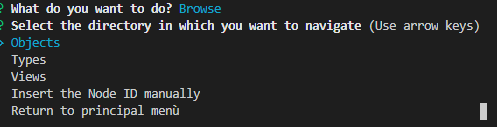 ? What do you want to do? Browse
? Select the directory in which you want to navigate (Use arrow keys)
> Objects
Types
Views
Insert the Node ID manually
Return to principal menù